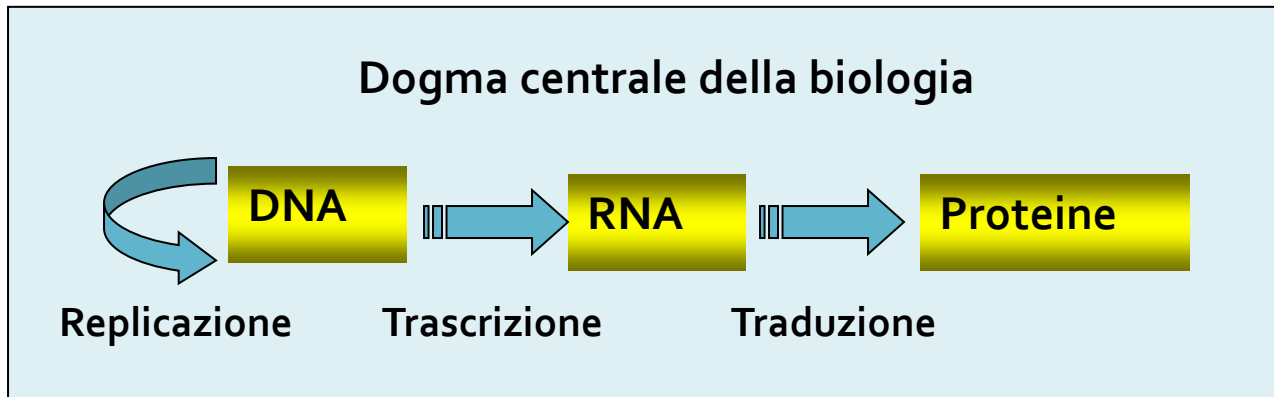 Dogma centrale della biologia
DNA
RNA
Proteine
Replicazione
Trascrizione
Traduzione